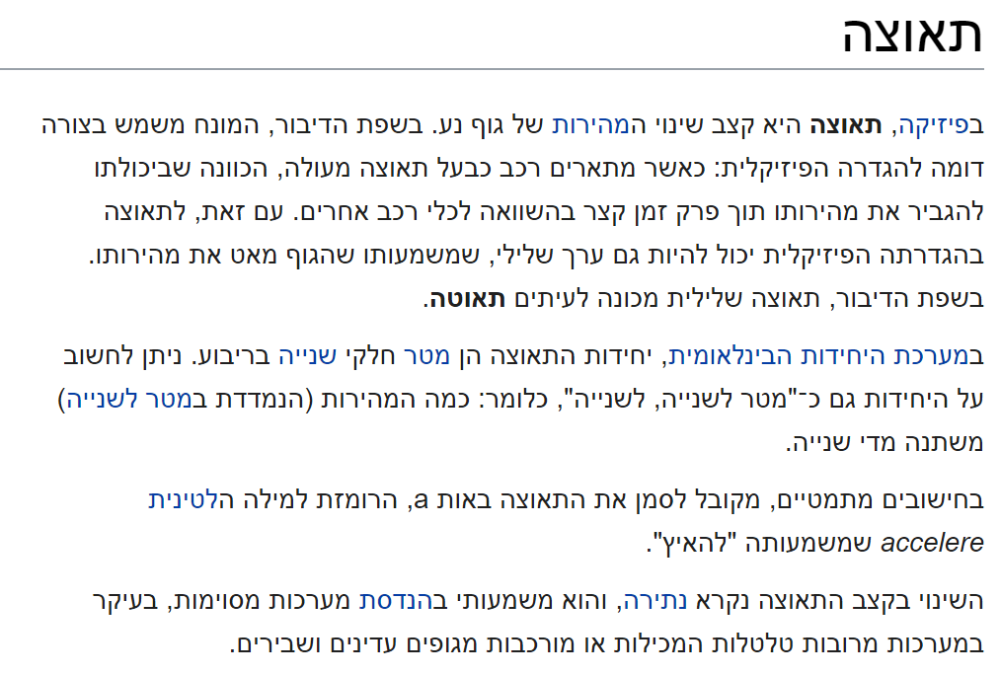 תאוצה
בפיזיקה, תאוצה היא קצב שינוי המהירות של גוף נע. בשפת הדיבור, המונח משמש בצורה
דומה להגדרה הפיזיקלית: כאשר מתארים רכב כבעל תאוצה מעולה, הכוונה שביכולתו
להגביר את מהירותו תוך פרק זמן קצר בהשוואה לכלי רכב אחרים. עם זאת, לתאוצה
בהגדרתה הפיזיקלית יכול להיות גם ערך שלילי, שמשמעותו שהגוף מאט את מהירותו.
בשפת הדיבור, תאוצה שלילית מכונה לעיתים תאוטה.
במערכת היחידות הבינלאומית, יחידות התאוצה הן מטר חלקי שנייה בריבוע. ניתן לחשוב
על היחידות גם כ־"מטר לשנייה, לשנייה", כלומר: כמה המהירות (הנמדדת במטר לשנייה)
משתנה מדי שנייה.
בחישובים מתמטיים, מקובל לסמן את התאוצה באות a, הרומזת למילה הלטינית
accelere שמשמעותה "להאיץ".
השינוי בקצב התאוצה נקרא נתירה, והוא משמעותי בהנדסת מערכות מסוימות, בעיקר
במערכות מרובות טלטלות המכילות או מורכבות מגופים עדינים ושבירים.